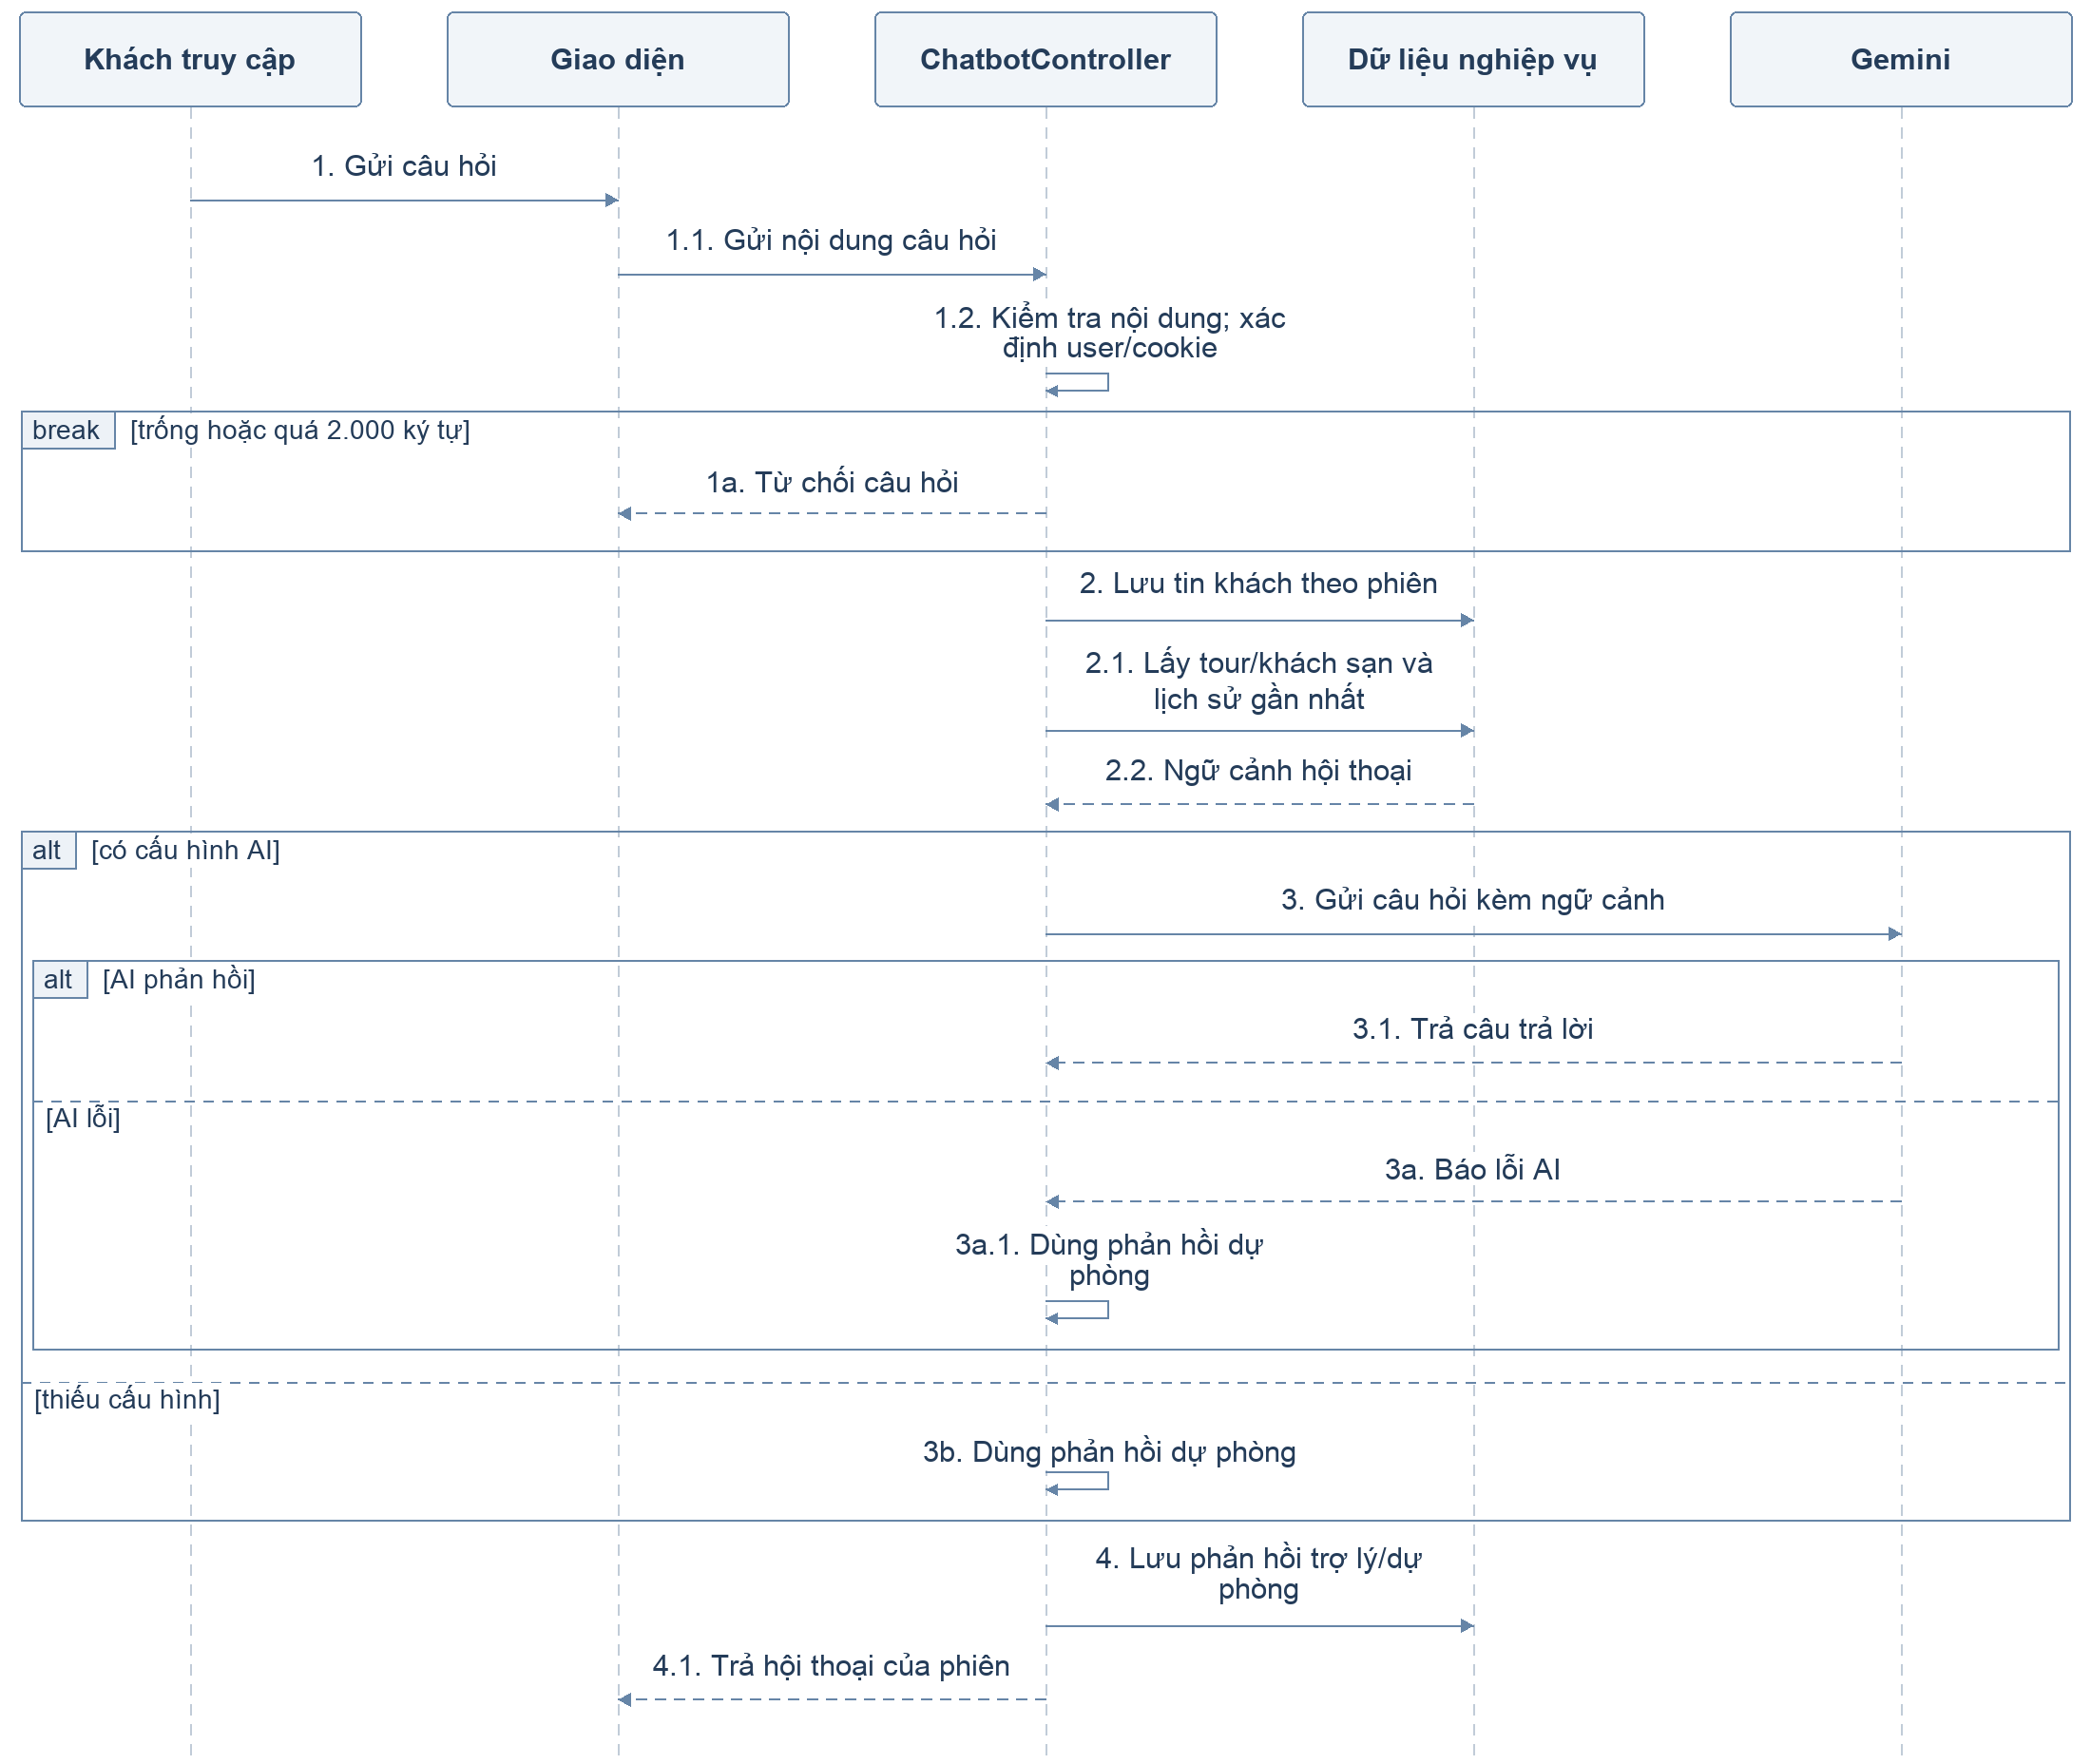 Khách truy cập
Giao diện
ChatbotController
Dữ liệu nghiệp vụ
Gemini
1. Gửi câu hỏi
1.1. Gửi nội dung câu hỏi
1.2. Kiểm tra nội dung; xác
định user/cookie
break
[trống hoặc quá 2.000 ký tự]
1a. Từ chối câu hỏi
2. Lưu tin khách theo phiên
2.1. Lấy tour/khách sạn và
lịch sử gần nhất
2.2. Ngữ cảnh hội thoại
alt
[có cấu hình AI]
3. Gửi câu hỏi kèm ngữ cảnh
alt
[AI phản hồi]
3.1. Trả câu trả lời
[AI lỗi]
3a. Báo lỗi AI
3a.1. Dùng phản hồi dự
phòng
[thiếu cấu hình]
3b. Dùng phản hồi dự phòng
4. Lưu phản hồi trợ lý/dự
phòng
4.1. Trả hội thoại của phiên